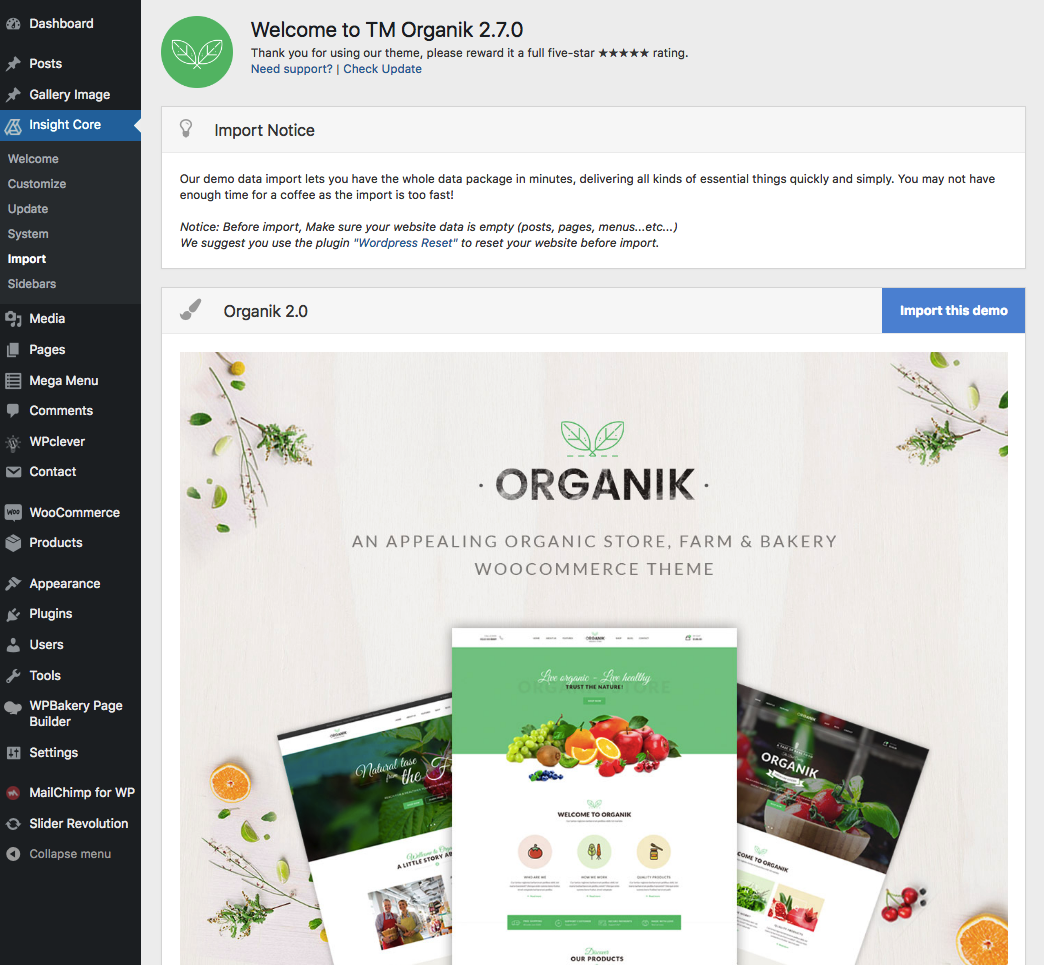 Dashboard
Posts
Gallery Image
Insight Core
Welcome
Customize
Update
System
Import
Sidebars
Media
Pages
Mega Menu
Comments
WPclever
Contact
WooCommerce
Products
Appearance
Plugins
Users
Tools
WPBakery Page
Builder
Settings
MailChimp for WP
Slider Revolution
Collapse menu
Welcome to TM Organik 2.7.0
Thank you for using our theme, please reward it a full five-star ★★★★★ rating.
Need support? | Check Update
Import Notice
Our demo data import lets you have the whole data package in minutes, delivering all kinds of essential things quickly and simply. You may not have
enough time for a coffee as the import is too fast!
Notice: Before import, Make sure your website data is empty (posts, pages, menus...etc...)
We suggest you use the plugin "Wordpress Reset" to reset your website before import.
Organik 2.0
Import this demo
· ORGANIK ·
AN APPEALING ORGANIC STORE, FARM & BAKERY
WOOCOMMERCE THEME
Live organic - Live healthy
TRUST THE NATURE!
WELCOME TO ORGANIK
WHO ARE WE
HOW WE WORK
QUALITY PRODUCTS
Discover
OUR PRODUCTS
ORGANIK
Natural
from the
Welcome to
A LITTLE STORY
ORGANIK
WELCOME TO ORGANIK